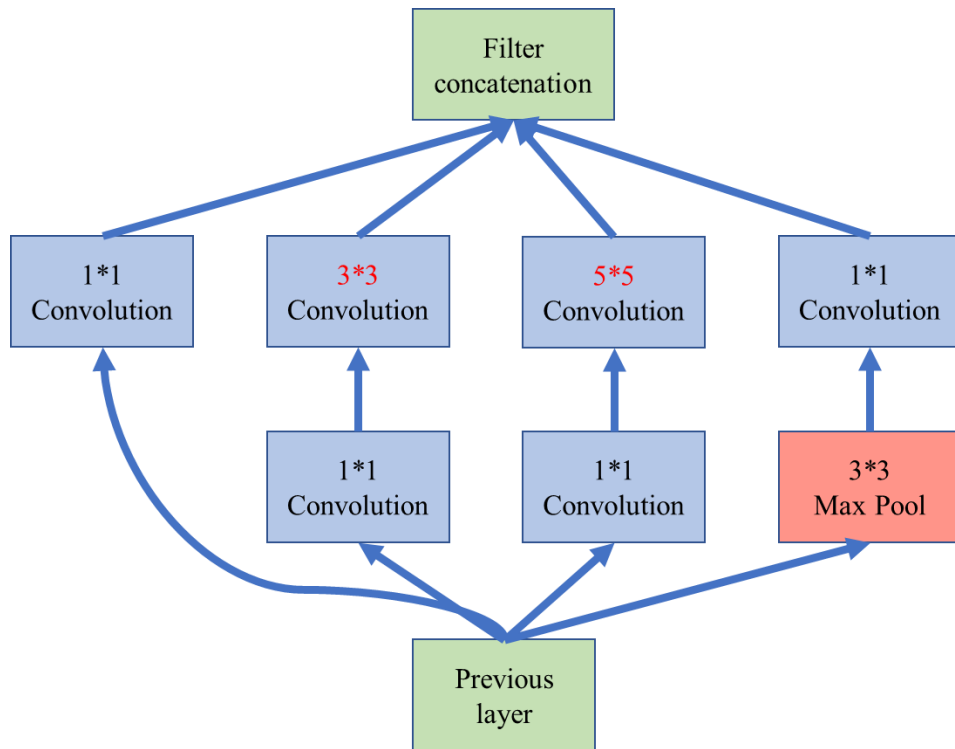 Filter
concatenation
1*1
Convolution
3*3
Convolution
5*5
Convolution
1*1
Convolution
1*1
Convolution
1*1
Convolution
3*3
Max Pool
Previous
layer